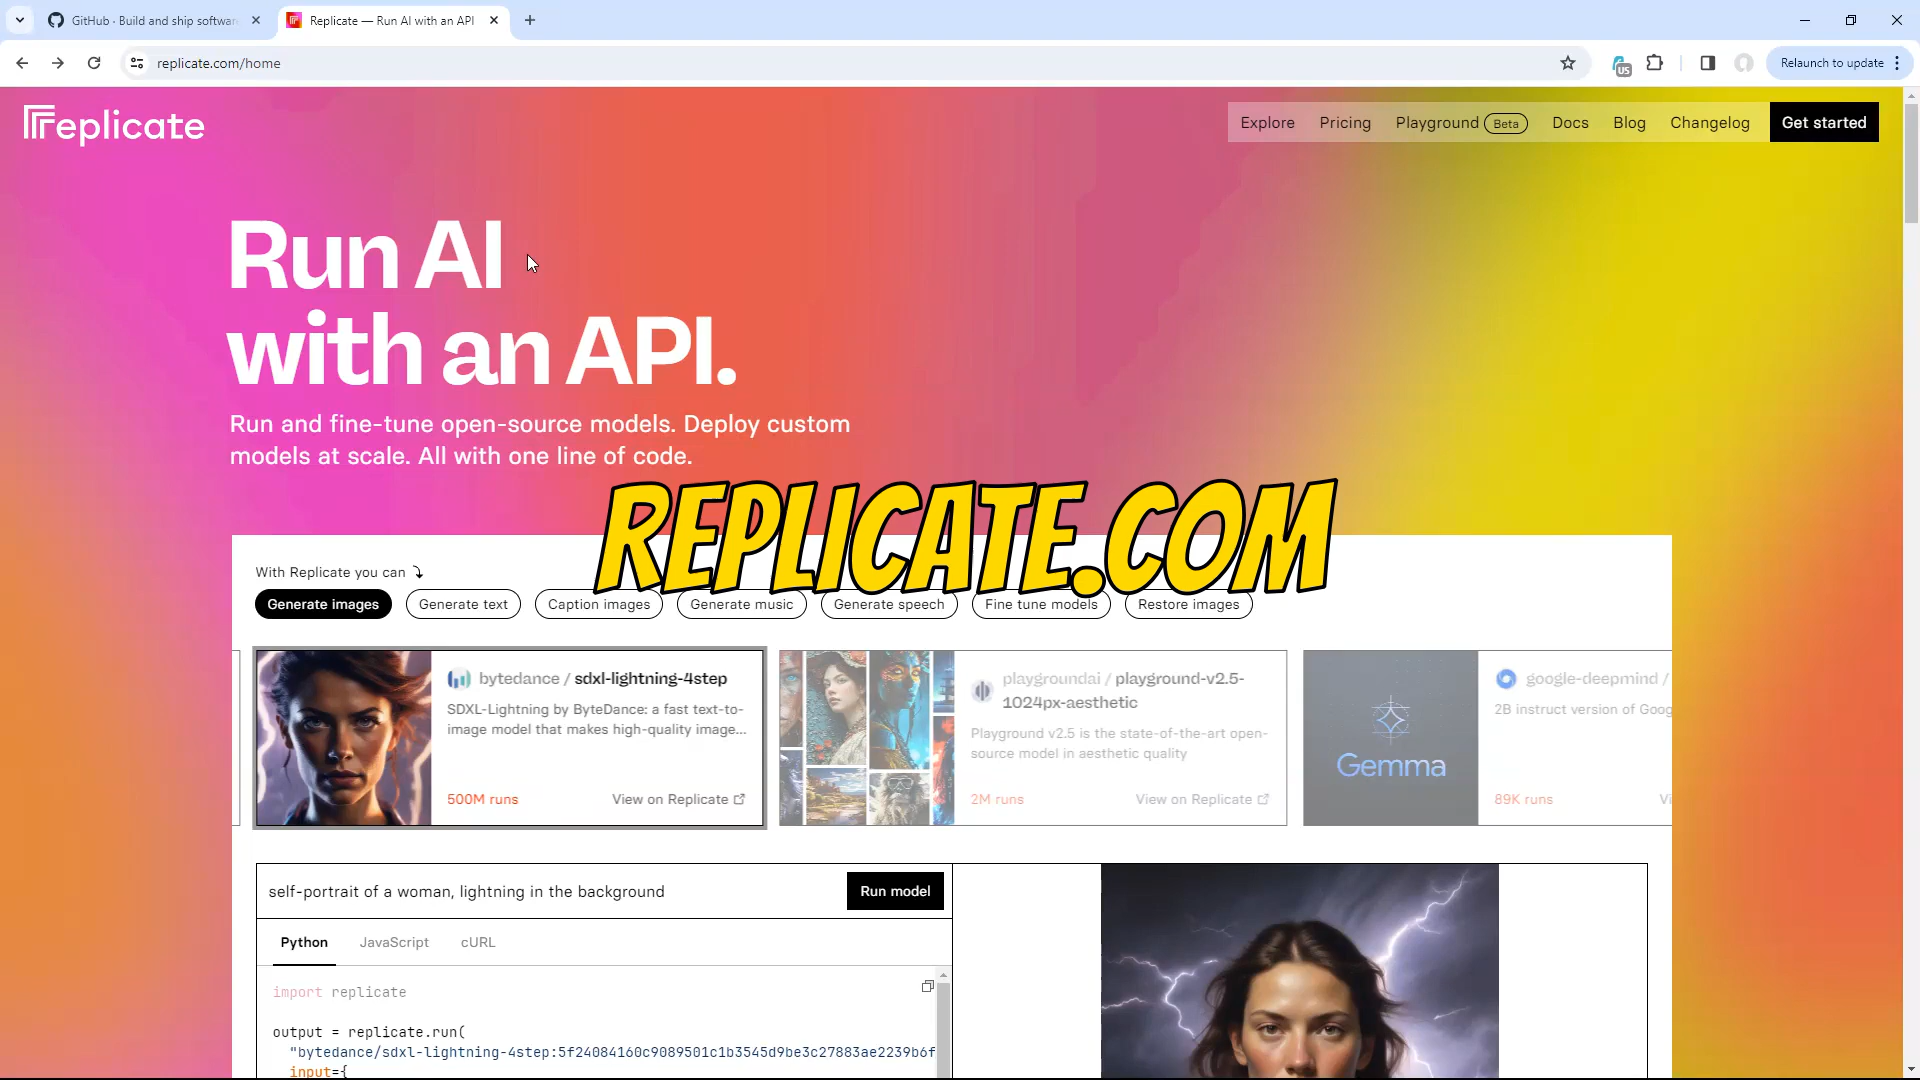 GitHub · Build and ship software
Replicate — Run AI with an API
replicate.com/home
US
Relaunch to update
replicate
Explore
Pricing
Playground
Beta
Docs
Blog
Changelog
Get started
Run AI
with an API.
Run and fine-tune open-source models. Deploy custom
models at scale. All with one line of code.
REPLICATE.COM
With Replicate you can
Generate images
Generate text
Caption images
Generate music
Generate speech
Fine tune models
Restore images
bytedance / sdxl-lightning-4step
SDXL-Lightning by ByteDance: a fast text-to-
image model that makes high-quality image...
500M runs
View on Replicate
playgroundai / playground-v2.5-
1024px-aesthetic
Playground v2.5 is the state-of-the-art open-
source model in aesthetic quality
2M runs
View on Replicate
Gemma
google-deepmind /
2B instruct version of Goog
89K runs
Vi
self-portrait of a woman, lightning in the background
Run model
Python
JavaScript
cURL
import replicate
output = replicate.run(
"bytedance/sdxl-lightning-4step:5f24084160c9089501c1b3545d9be3c27883ae2239b6f
input={